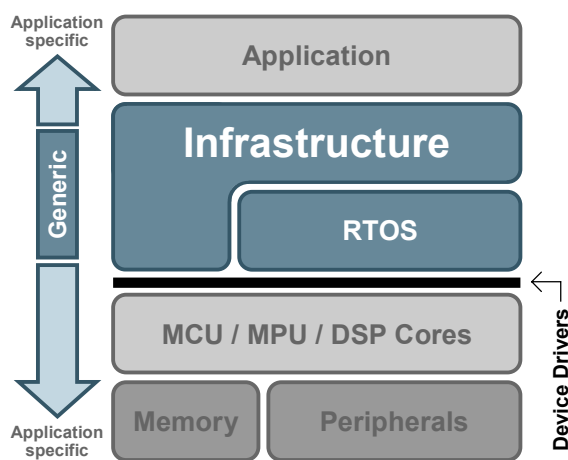 Application
specific
Application
Infrastructure
Generic
RTOS
MCU / MPU / DSP Cores
Device Drivers
Memory
Peripherals
Application
specific